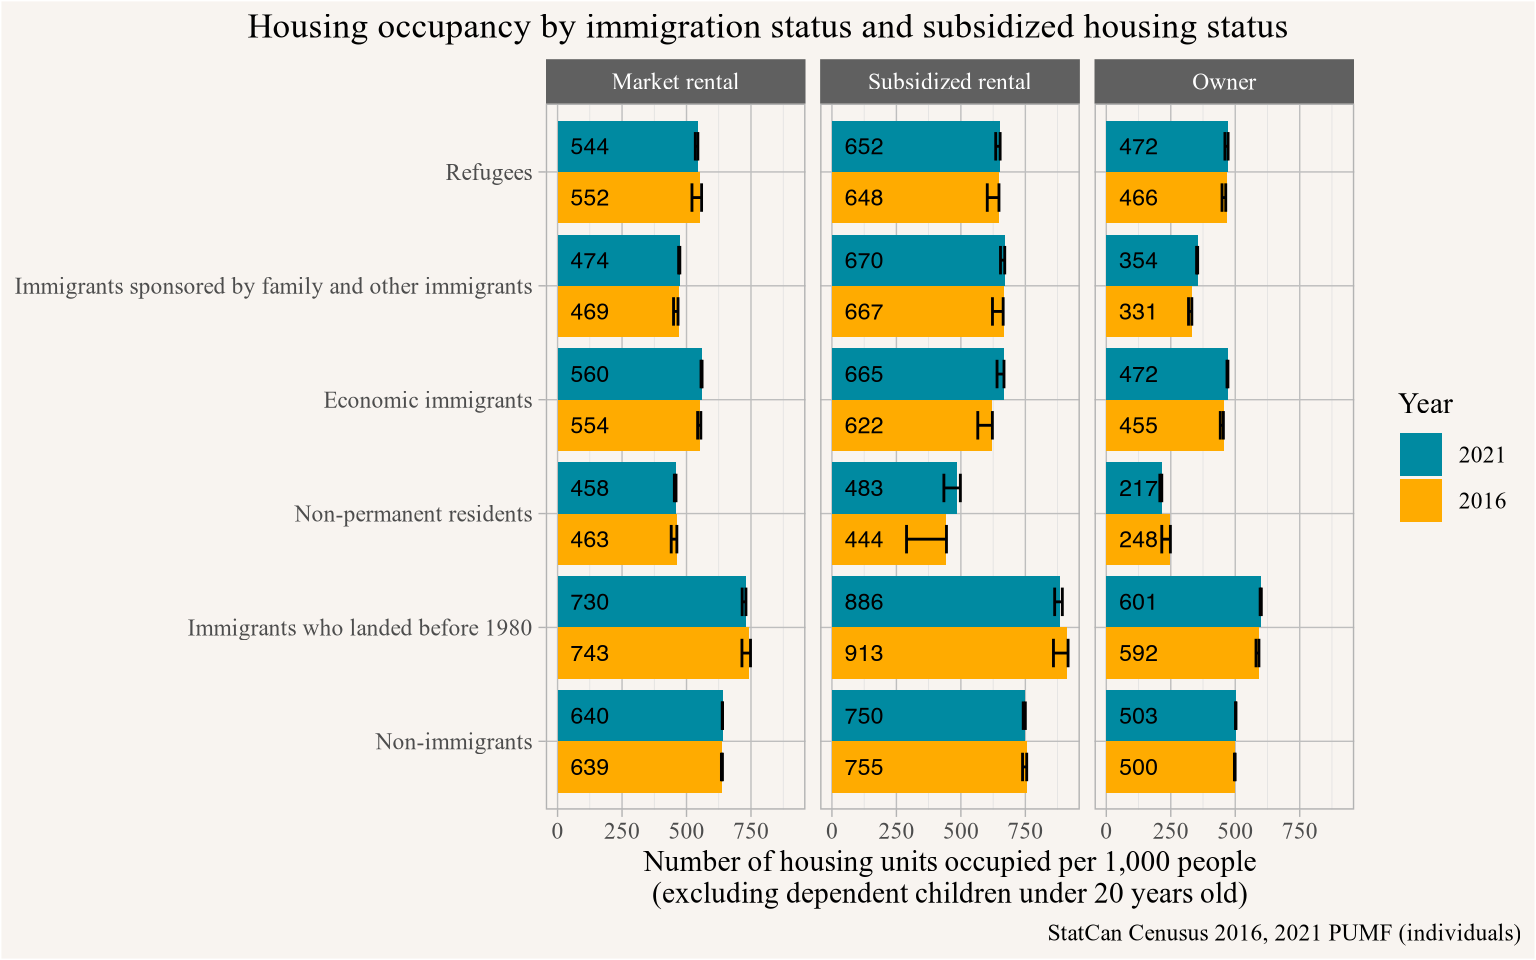 Housing occupancy by immigration status and subsidized housing status
Market rental
Subsidized rental
Owner
Refugees
544
652
472
552
648
466
Immigrants sponsored by family and other immigrants
474
670
354
469
667
331
Economic immigrants
560
665
472
554
622
455
Non-permanent residents
458
483
217
463
444
248
Immigrants who landed before 1980
730
886
601
743
913
592
Non-immigrants
640
750
503
639
755
500
0 250 500 750
0 250 500 750
0 250 500 750
Number of housing units occupied per 1,000 people
(excluding dependent children under 20 years old)
Year
2021
2016
StatCan Cenusus 2016, 2021 PUMF (individuals)